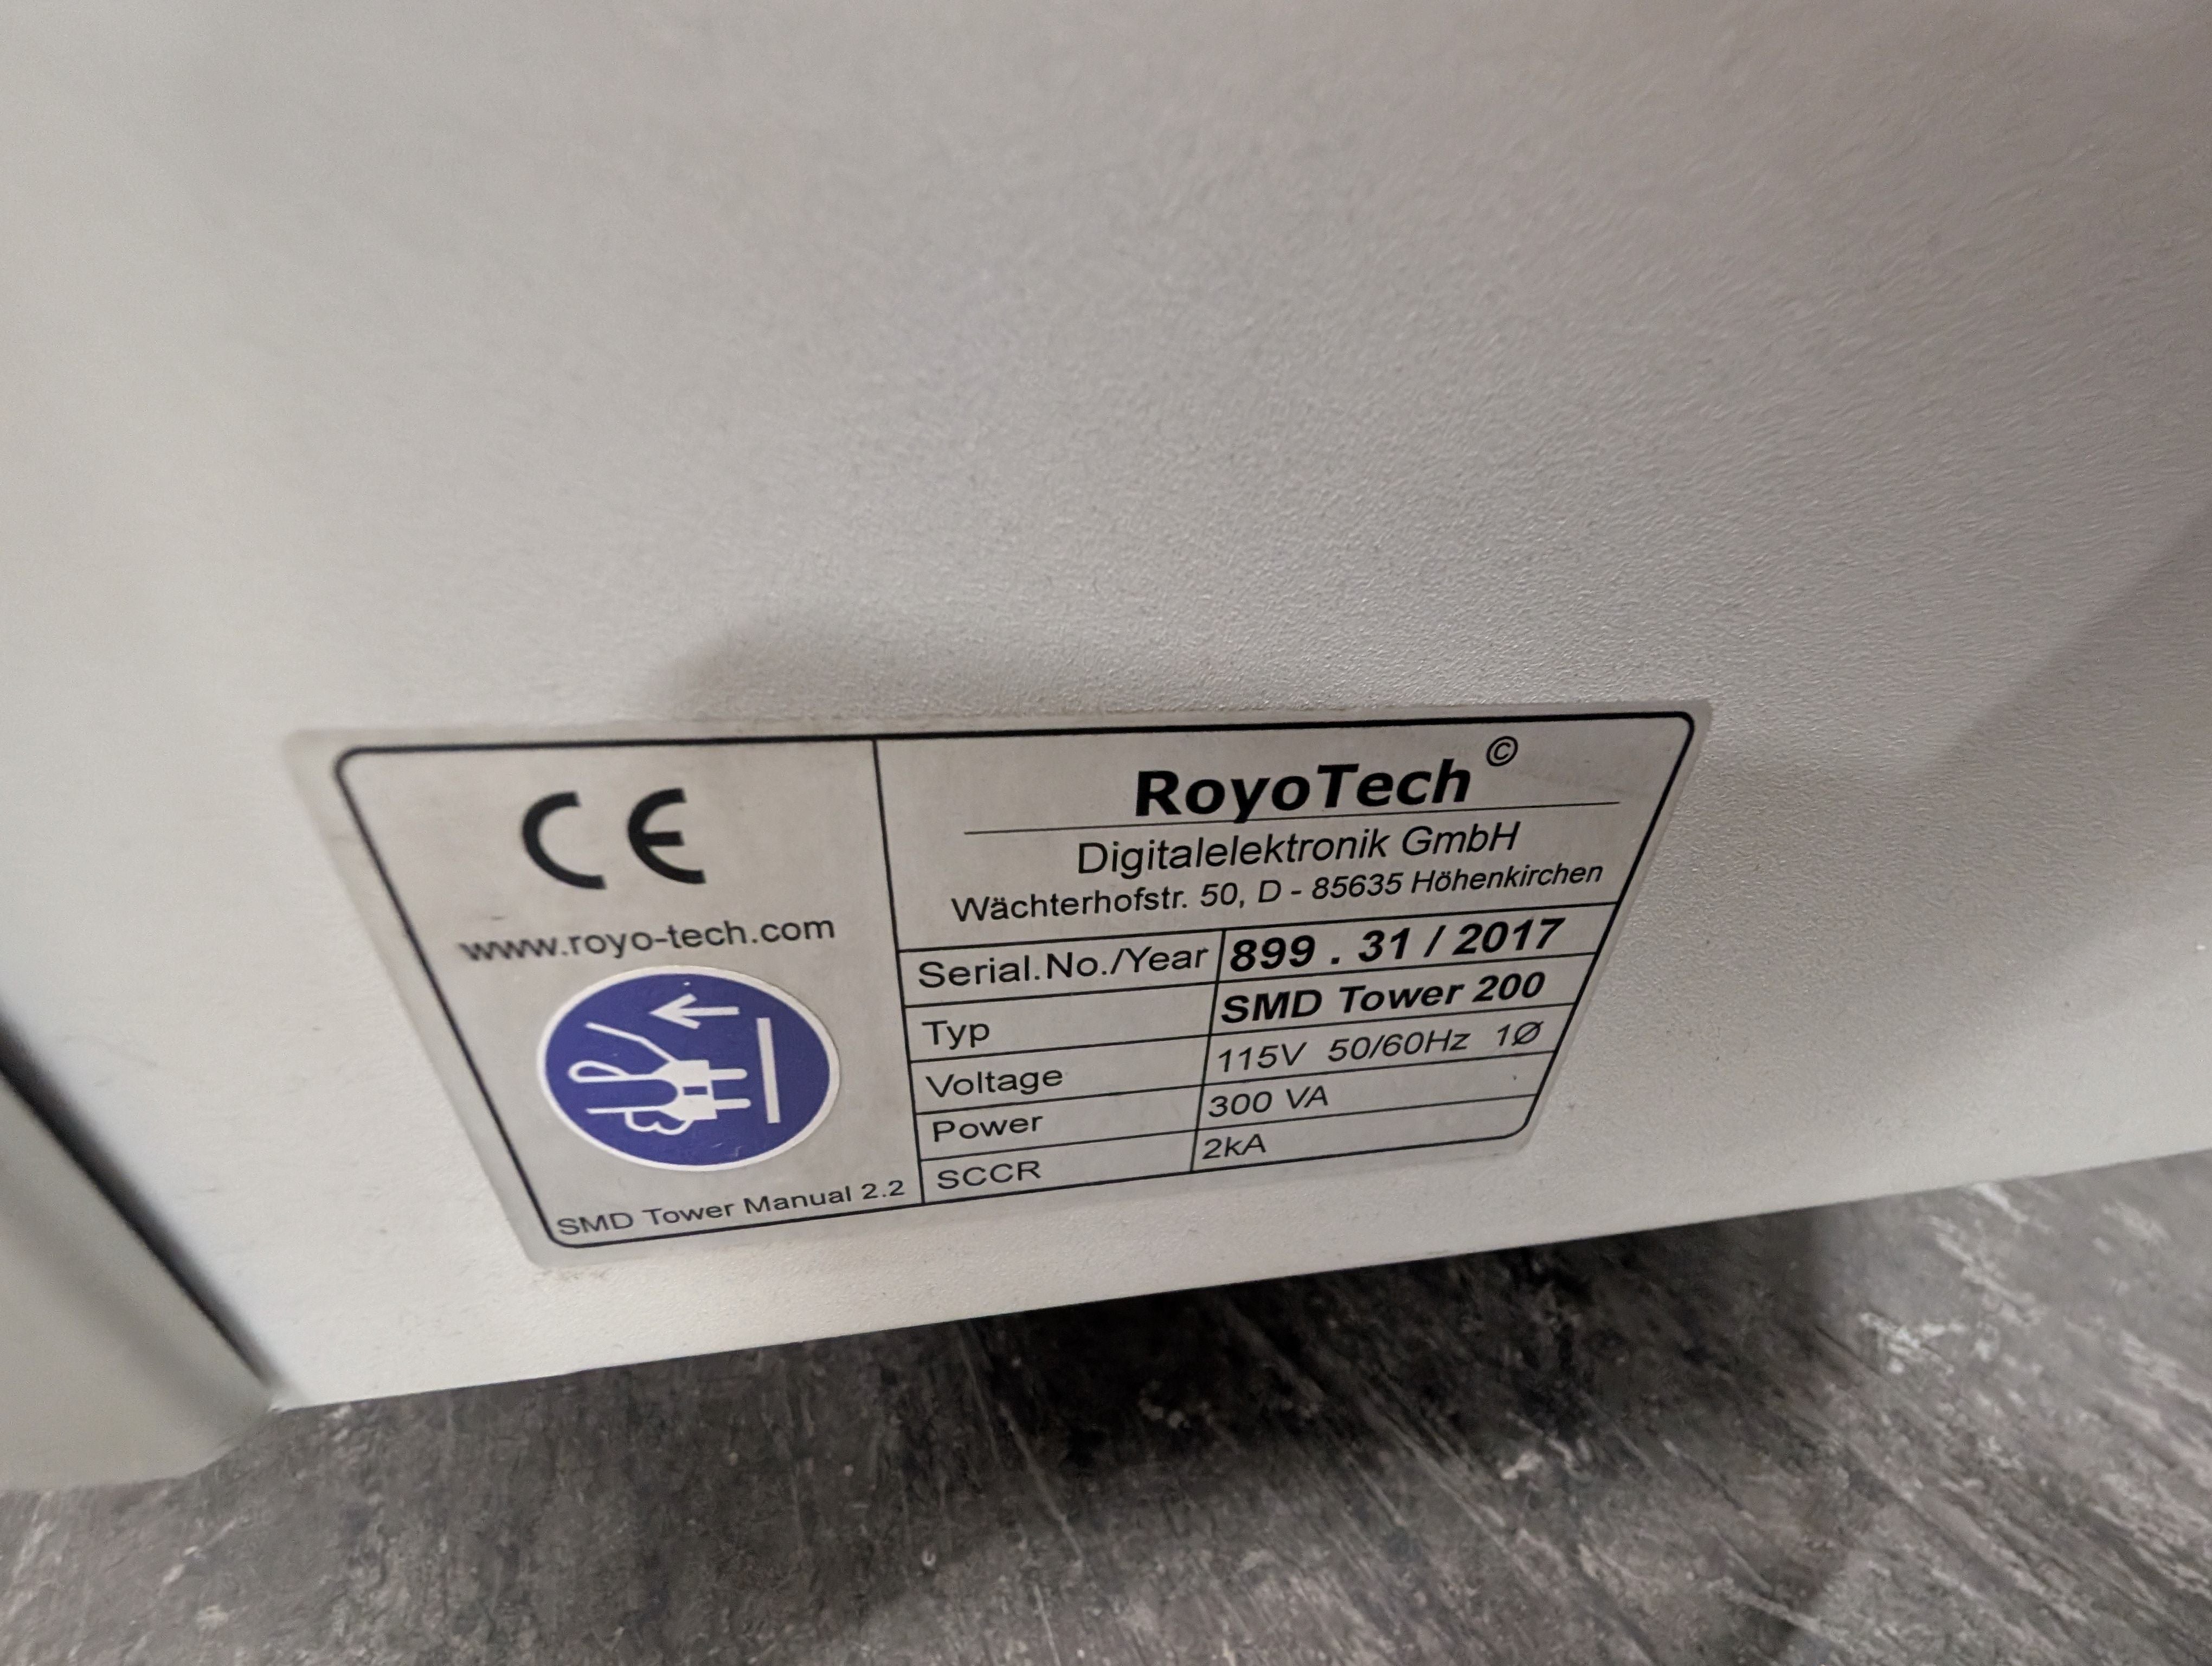 CE
www.royo-tech.com
SMD Tower Manual 2.2
RoyoTech ©
Digitalelektronik GmbH
Wächterhofstr. 50, D - 85635 Höhenkirchen
Serial.No./Year 899 . 31 / 2017
Typ SMD Tower 200
Voltage 115V 50/60Hz 1Ø
Power 300 VA
SCCR 2kA